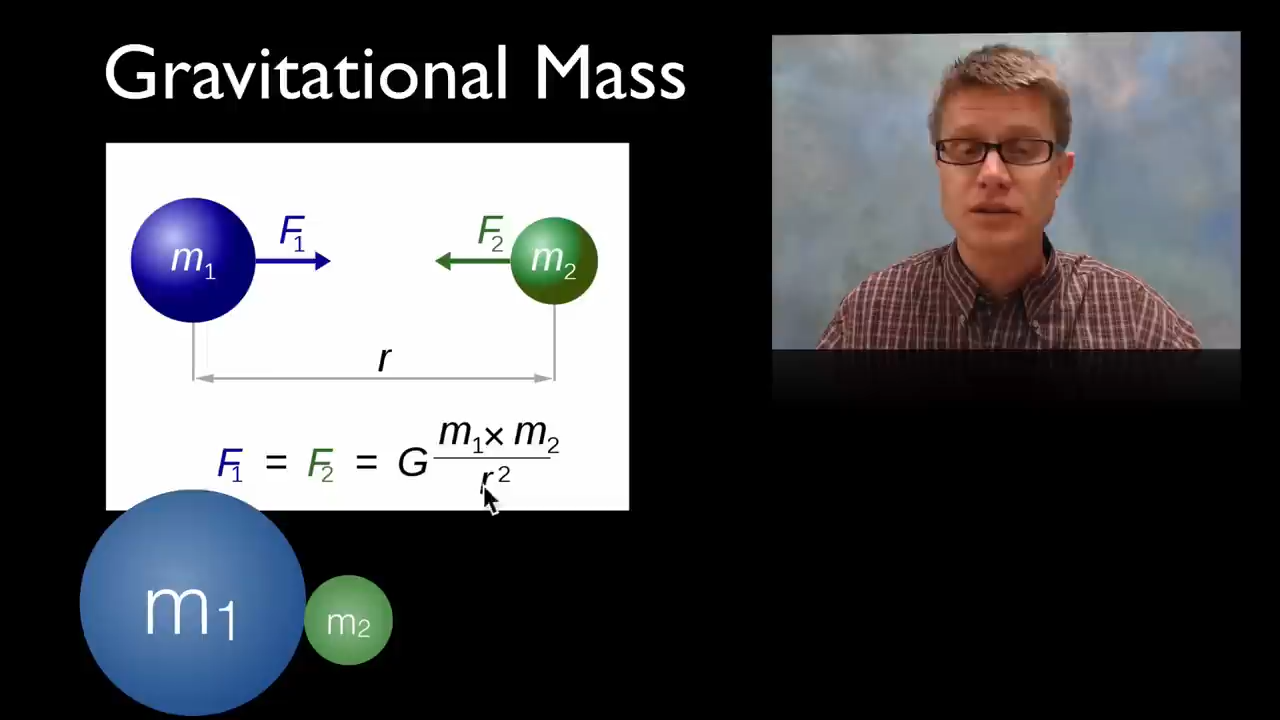 Gravitational Mass
m₁ F₁ F₂ m₂
r
F₁ = F₂ = G m₁ × m₂ / r²
m₁ m₂